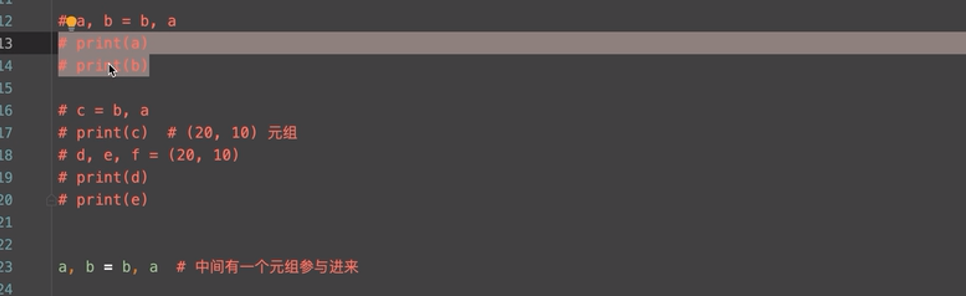 12 # a, b = b, a
13 # print(a)
14 # print(b)
15
16 # c = b, a
17 # print(c)  # (20, 10) 元组
18 # d, e, f = (20, 10)
19 # print(d)
20 # print(e)
21
22
23 a, b = b, a  # 中间有一个元组参与进来
24